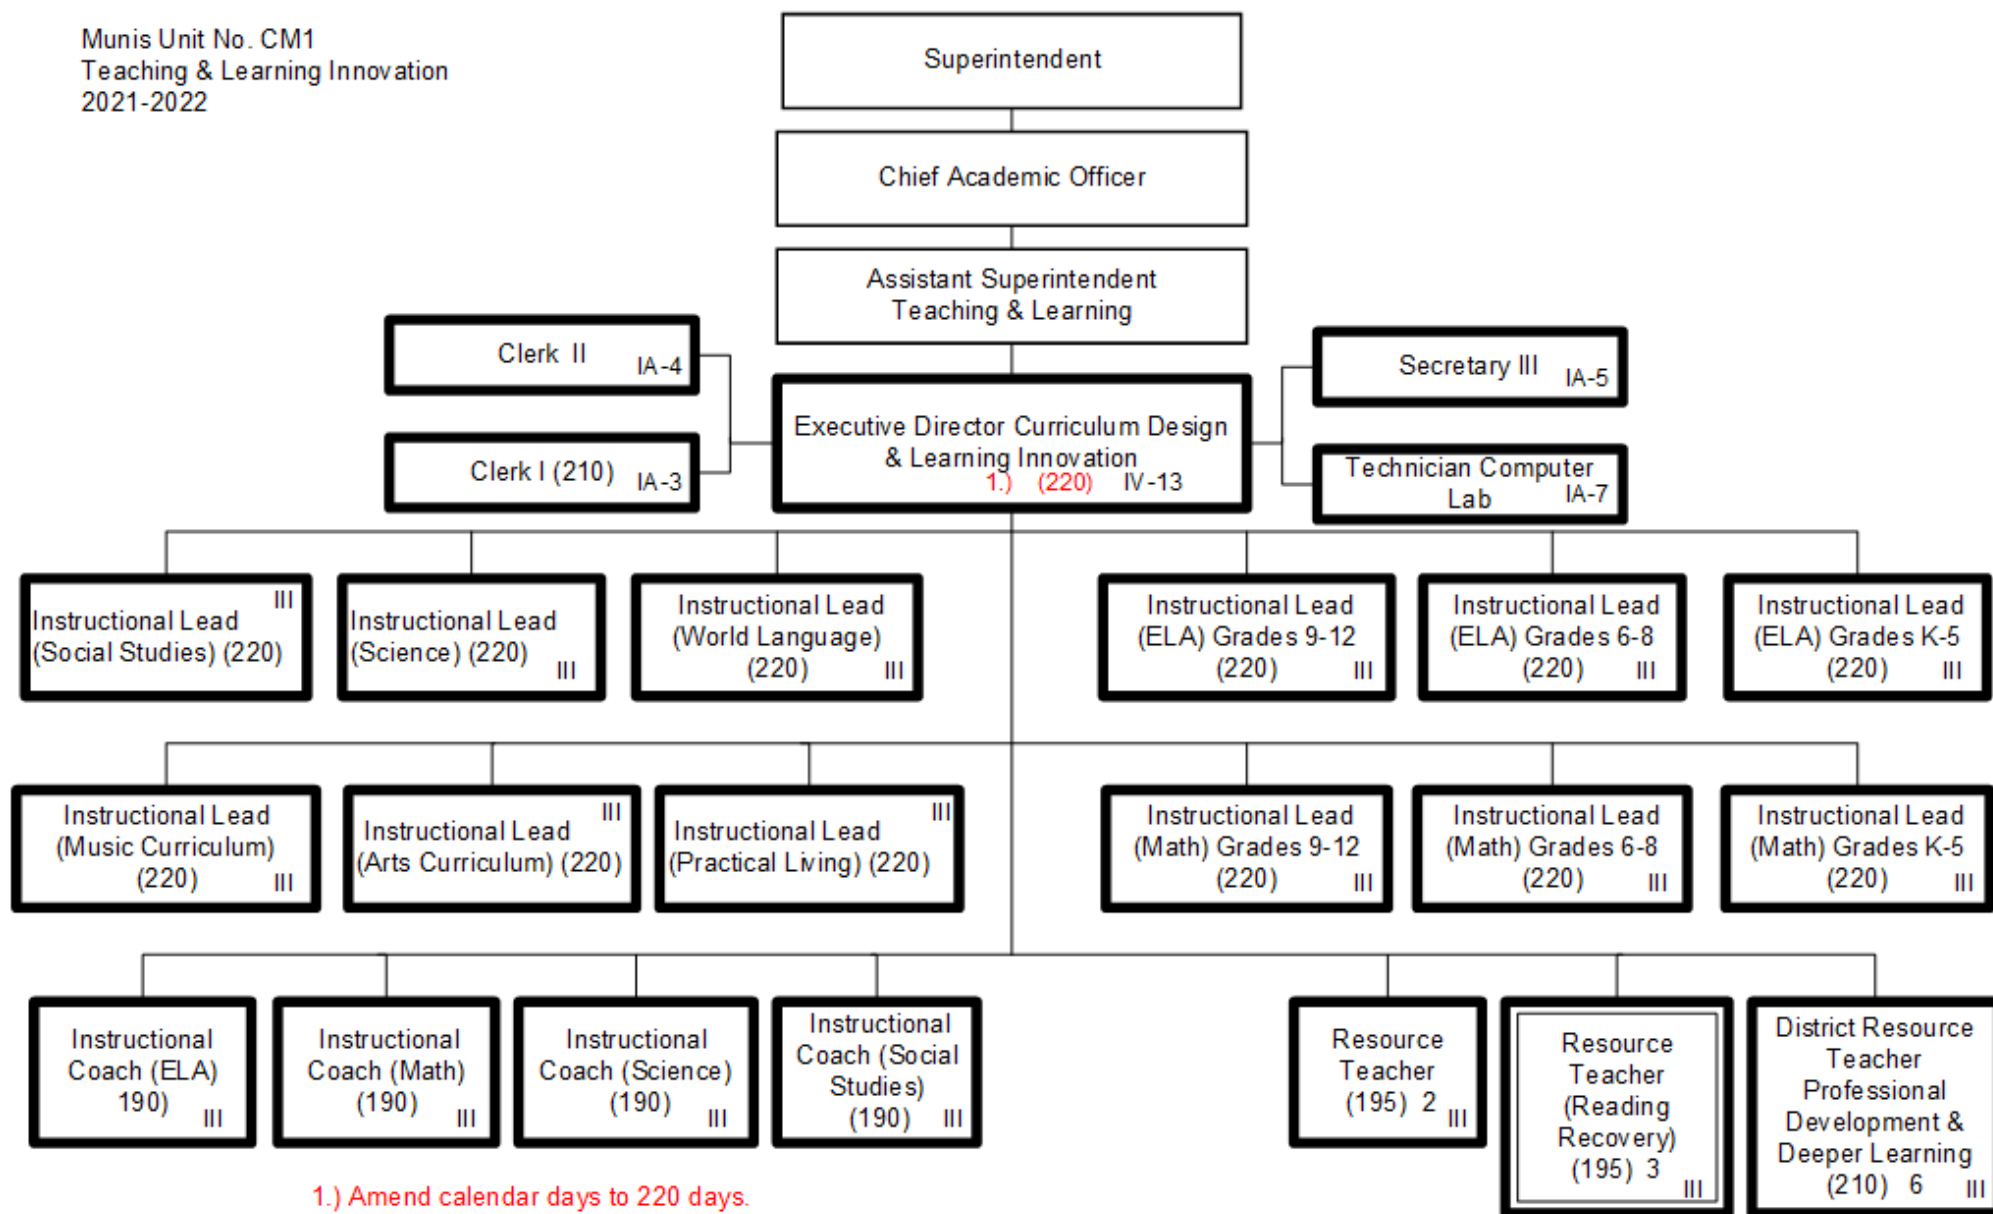 Munis Unit No. CM1
Teaching & Learning Innovation
2021-2022
Superintendent
Chief Academic Officer
Assistant Superintendent
Teaching & Learning
Clerk II
IA-4
Clerk I (210)
IA-3
Executive Director Curriculum Design
& Learning Innovation
1.) (220) IV-13
Secretary III
IA-5
Technician Computer
Lab
IA-7
III
Instructional Lead
(Social Studies) (220)
Instructional Lead
(Science) (220)
III
Instructional Lead
(World Language)
(220) III
Instructional Lead
(ELA) Grades 9-12
(220) III
Instructional Lead
(ELA) Grades 6-8
(220) III
Instructional Lead
(ELA) Grades K-5
(220) III
Instructional Lead
(Music Curriculum)
(220) III
III
Instructional Lead
(Arts Curriculum) (220)
III
Instructional Lead
(Practical Living) (220)
Instructional Lead
(Math) Grades 9-12
(220) III
Instructional Lead
(Math) Grades 6-8
(220) III
Instructional Lead
(Math) Grades K-5
(220) III
Instructional
Coach (ELA)
190)
III
Instructional
Coach (Math)
(190)
III
Instructional
Coach (Science)
(190)
III
Instructional
Coach (Social
Studies)
(190) III
Resource
Teacher
(195) 2
III
Resource
Teacher
(Reading
Recovery)
(195) 3
III
District Resource
Teacher
Professional
Development &
Deeper Learning
(210) 6 III
1.) Amend calendar days to 220 days.